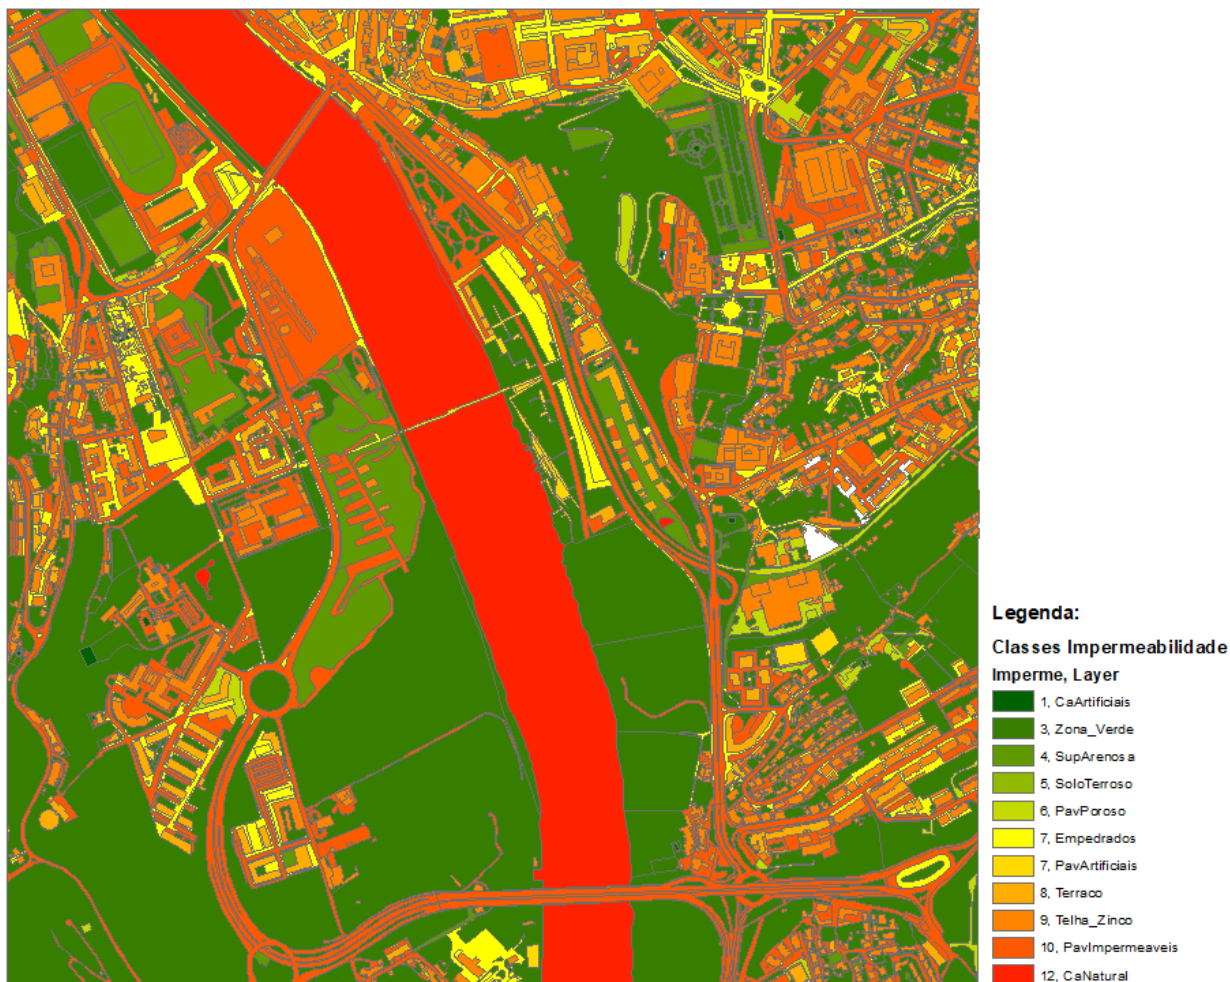 Legenda:
Classes Impermeabilidade
Imperme, Layer
1, CaArtificiais
3, Zona_Verde
4, SupArenosa
5, SoloTerroso
6, PavPoroso
7, Empedrados
7, PavArtificiais
8, Terraco
9, Telha_Zinco
10, PavImpermeaveis
12, CaNatural